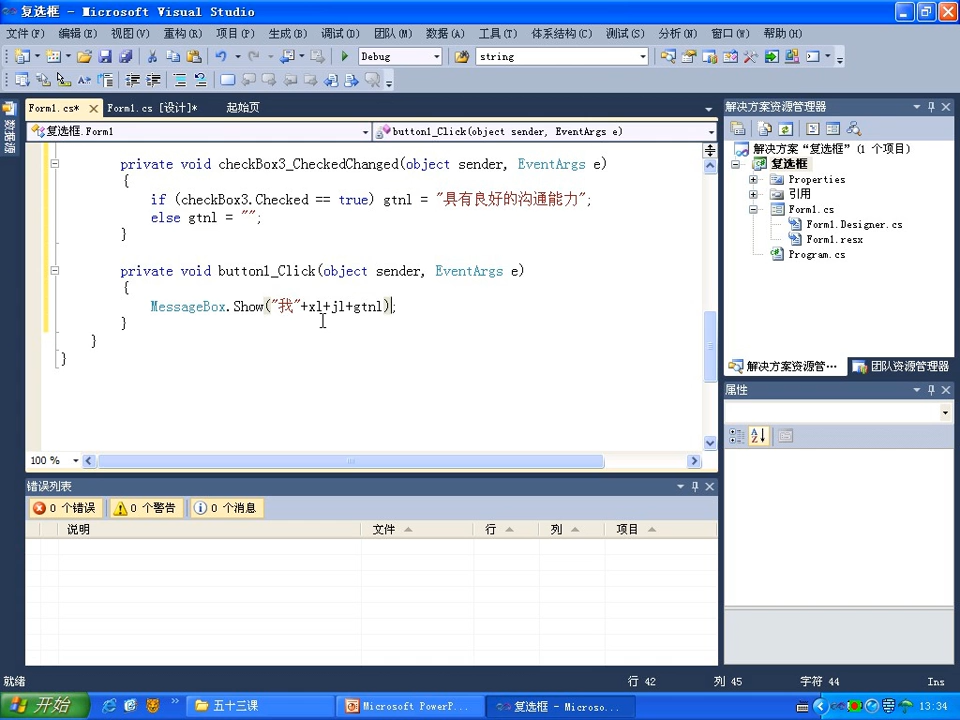 复选框 - Microsoft Visual Studio
文件(F) 编辑(E) 视图(V) 重构(R) 项目(P) 生成(B) 调试(D) 团队(M) 数据(A) 工具(T) 体系结构(C) 测试(S) 分析(N) 窗口(W) 帮助(H)
Debug string
Form1.cs* Form1.cs [设计]* 起始页
数据源
复选框.Form1 button1_Click(object sender, EventArgs e)
private void checkBox3_CheckedChanged(object sender, EventArgs e)
{
if (checkBox3.Checked == true) gtnl = "具有良好的沟通能力";
else gtnl = "";
}
private void button1_Click(object sender, EventArgs e)
{
MessageBox.Show("我"+xl+jl+gtnl);
}
}
}
100 %
解决方案资源管理器
解决方案“复选框”(1 个项目)
复选框
Properties
引用
Form1.cs
Form1.Designer.cs
Form1.resx
Program.cs
解决方案资源管… 团队资源管理器
属性
错误列表
0 个错误 0 个警告 0 个消息
说明 文件 行 列 项目
就绪 行 42 列 45 字符 44 Ins
开始 五十三课 Microsoft PowerP... 复选框 - Microso... 13:34